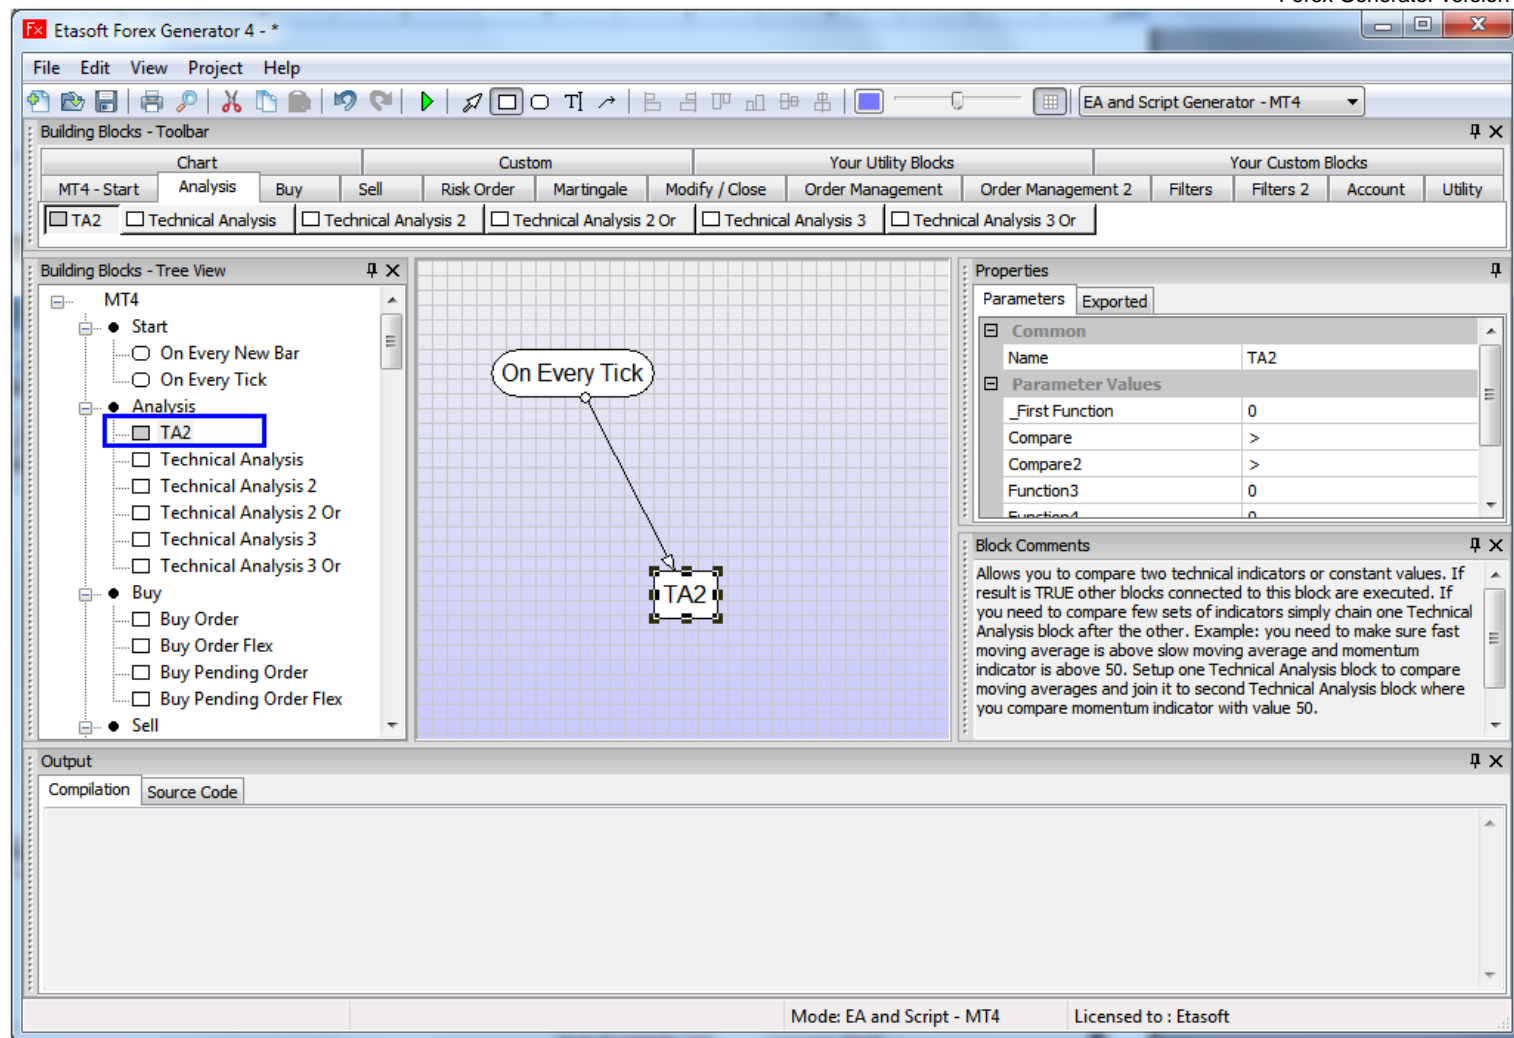 Forex Generator version
Etasoft Forex Generator 4 - *
File Edit View Project Help
EA and Script Generator - MT4
Building Blocks - Toolbar
Chart Custom Your Utility Blocks Your Custom Blocks
MT4 - Start Analysis Buy Sell Risk Order Martingale Modify / Close Order Management Order Management 2 Filters Filters 2 Account Utility
TA2 Technical Analysis Technical Analysis 2 Technical Analysis 2 Or Technical Analysis 3 Technical Analysis 3 Or
Building Blocks - Tree View
MT4
Start
On Every New Bar
On Every Tick
Analysis
TA2
Technical Analysis
Technical Analysis 2
Technical Analysis 2 Or
Technical Analysis 3
Technical Analysis 3 Or
Buy
Buy Order
Buy Order Flex
Buy Pending Order
Buy Pending Order Flex
Sell
On Every Tick
TA2
Properties
Parameters Exported
Common
Name TA2
Parameter Values
_First Function 0
Compare >
Compare2 >
Function3 0
Function4 0
Block Comments
Allows you to compare two technical indicators or constant values. If
result is TRUE other blocks connected to this block are executed. If
you need to compare few sets of indicators simply chain one Technical
Analysis block after the other. Example: you need to make sure fast
moving average is above slow moving average and momentum
indicator is above 50. Setup one Technical Analysis block to compare
moving averages and join it to second Technical Analysis block where
you compare momentum indicator with value 50.
Output
Compilation Source Code
Mode: EA and Script - MT4 Licensed to : Etasoft